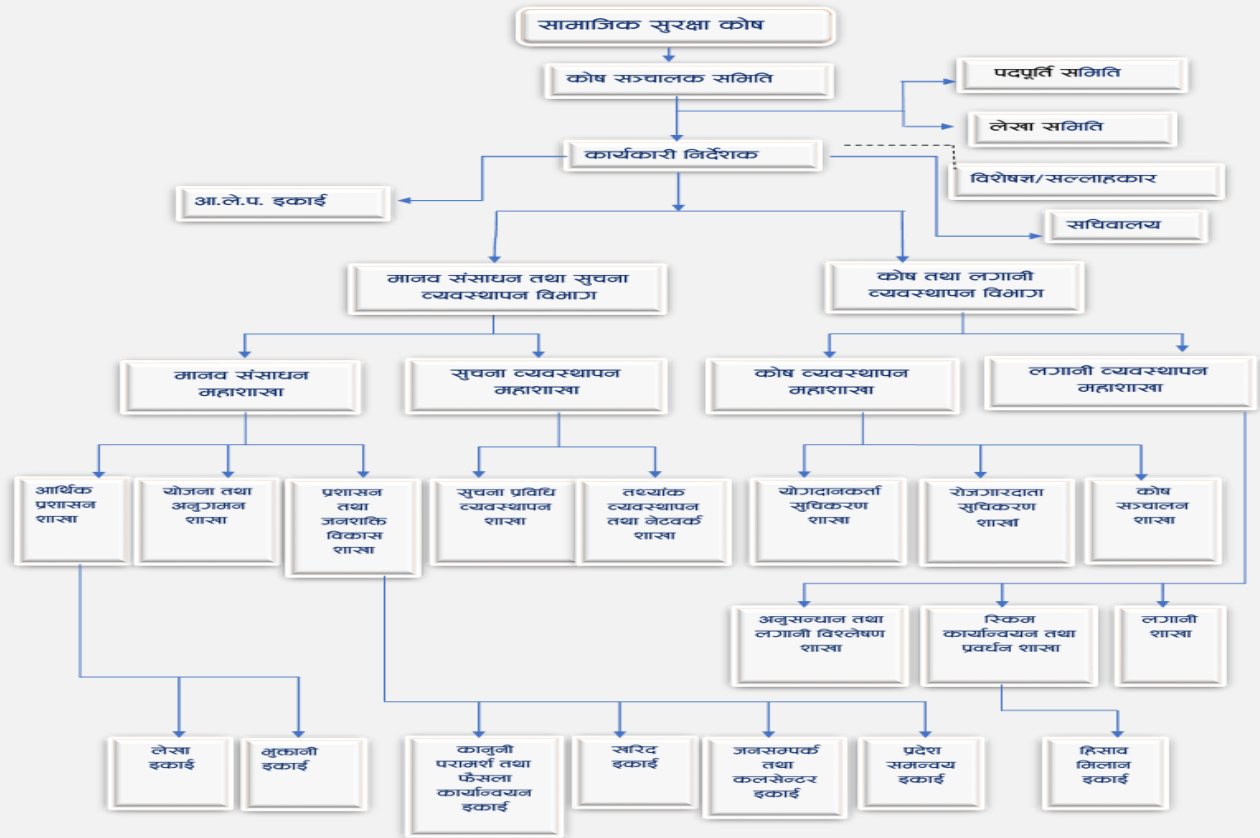 सामाजिक सुरक्षा कोष
कोष सञ्चालक समिति
पदपूर्ति समिति
लेखा समिति
कार्यकारी निर्देशक
विशेषज्ञ/सल्लाहकार
आ.ले.प. इकाई
सचिवालय
मानव संसाधन तथा सुचना
व्यवस्थापन विभाग
कोष तथा लगानी
व्यवस्थापन विभाग
मानव संसाधन
महाशाखा
सुचना व्यवस्थापन
महाशाखा
कोष व्यवस्थापन
महाशाखा
लगानी व्यवस्थापन
महाशाखा
आर्थिक
प्रशासन
शाखा
योजना तथा
अनुगमन
शाखा
प्रशासन
तथा
जनशक्ति
विकास
शाखा
सुचना प्रविधि
व्यवस्थापन
शाखा
तथ्यांक
व्यवस्थापन
तथा नेटवर्क
शाखा
योगदानकर्ता
सुचिकरण
शाखा
रोजगारदाता
सुचिकरण
शाखाँ
कोष
सञ्चालन
शाखा
अनुसन्धान तथा
लगानी विश्लेषण
शाखा
स्किम
कार्यान्वयन तथा
प्रवर्धन शाखा
लगानी
शाखा
लेखा
इकाई
भुक्तानी
इकाई
कानुनी
परामर्श तथा
फैसला
कार्यान्वयन
इकाई
खरिद
इकाई
जनसम्पर्क
तथा
कलसेन्टर
इकाई
प्रदेश
समन्वय
इकाई
हिसाव
मिलान
इकाई